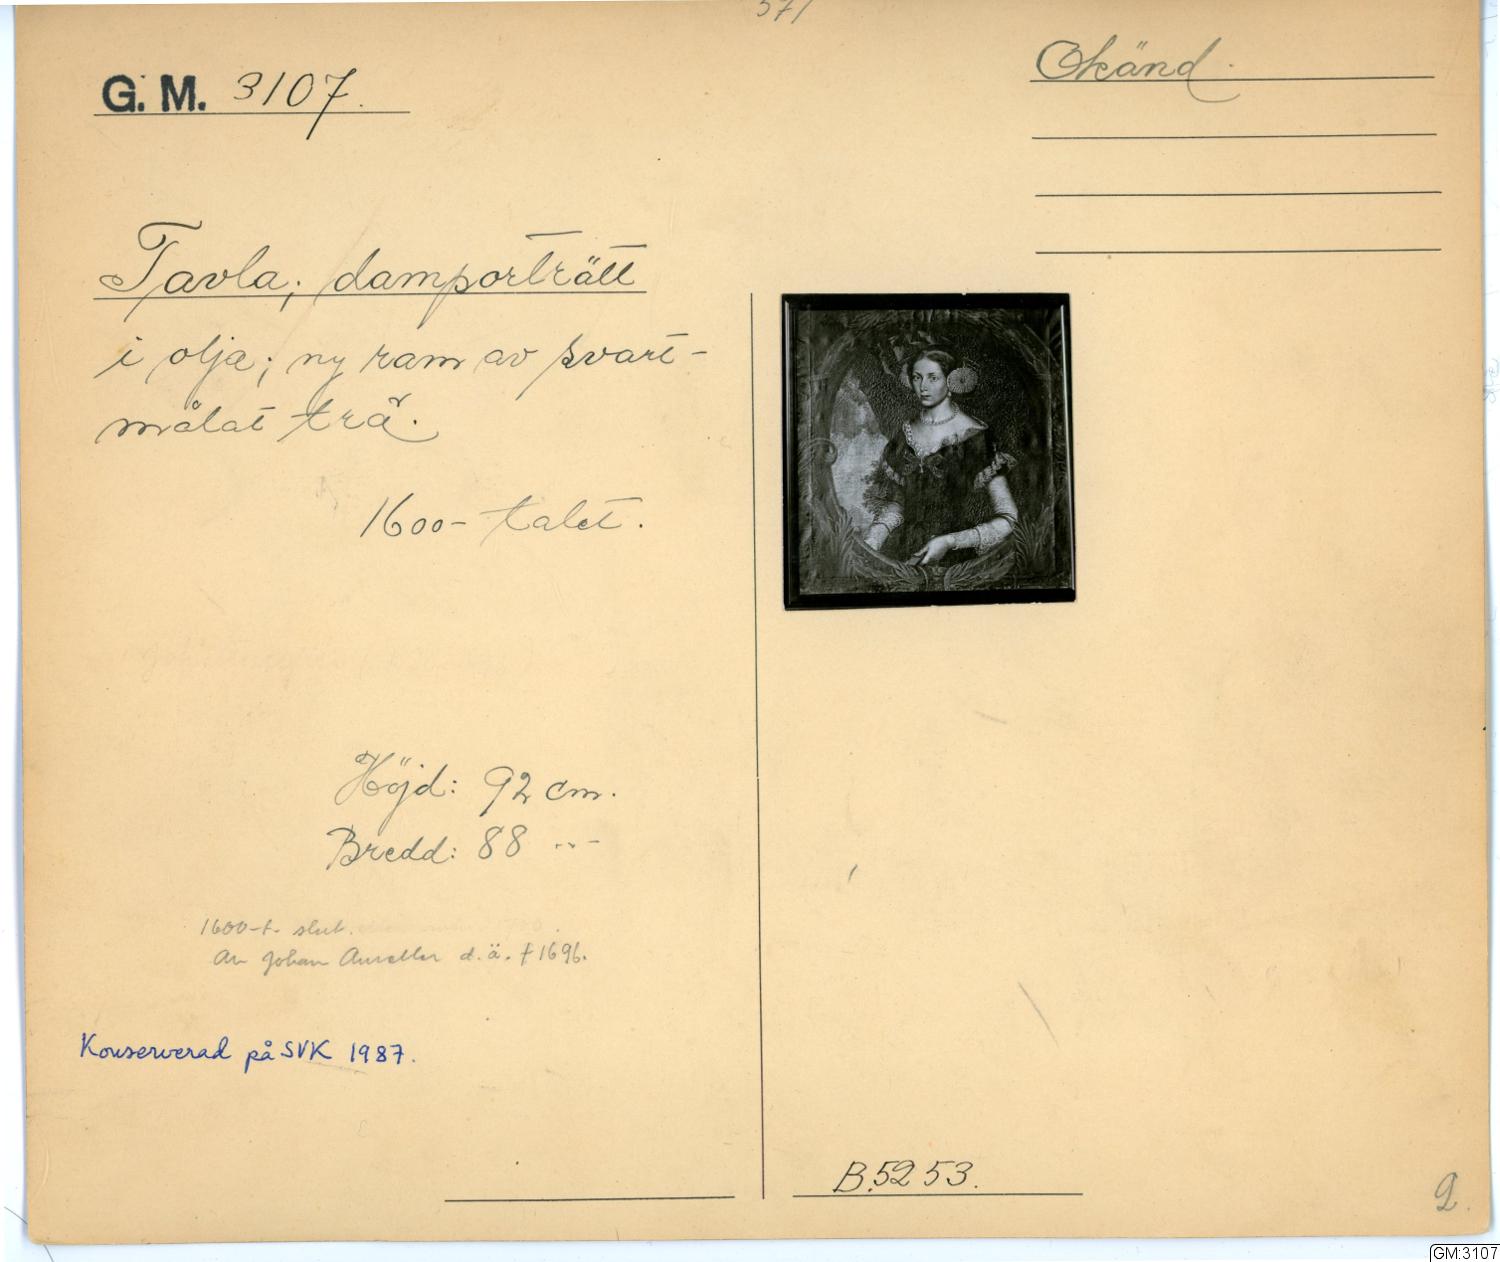 571
G. M. 3107.
Okänd.
Tavla; damporträtt
i olja; ny ram av svart-
målat trä.
1600-talet.
Höjd: 92 cm.
Bredd: 88 -"-
1600-t. slut.
Av Johan Aureller d.ä. † 1696.
Konserverad på SVK 1987.
B.5253.
2.
GM:3107